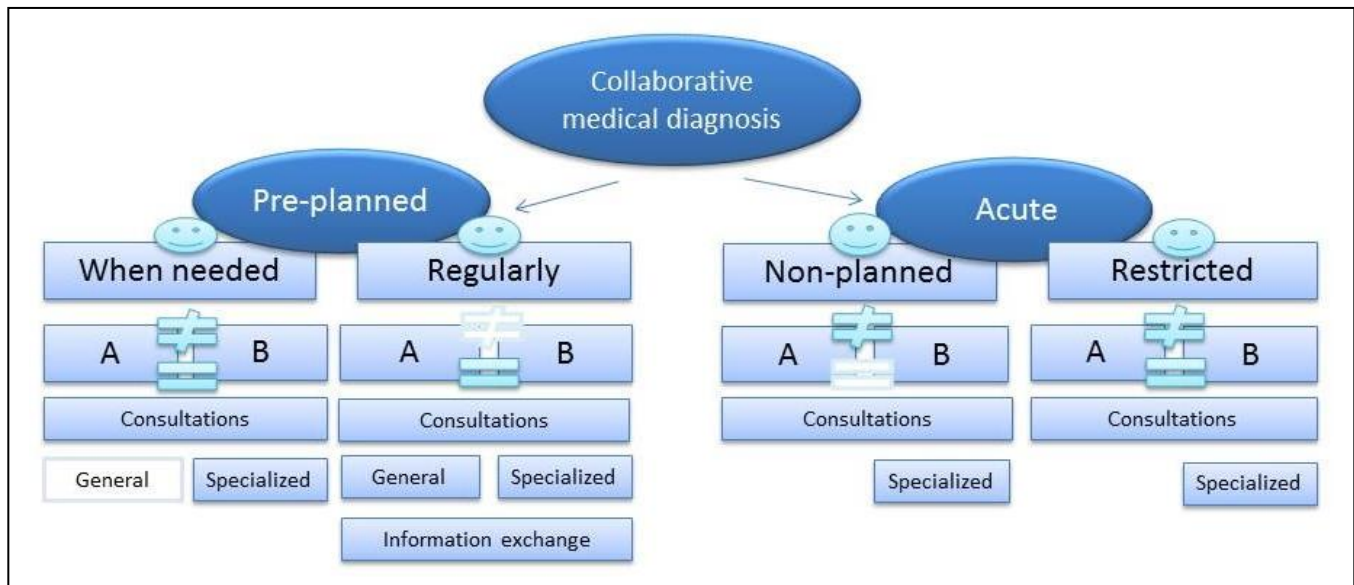 Collaborative
medical diagnosis
Pre-planned
Acute
When needed
Regularly
Non-planned
Restricted
A ≠ = B
A ≠ = B
A ≠ = B
A ≠ = B
Consultations
Consultations
Consultations
Consultations
General
Specialized
General
Specialized
Specialized
Specialized
Information exchange